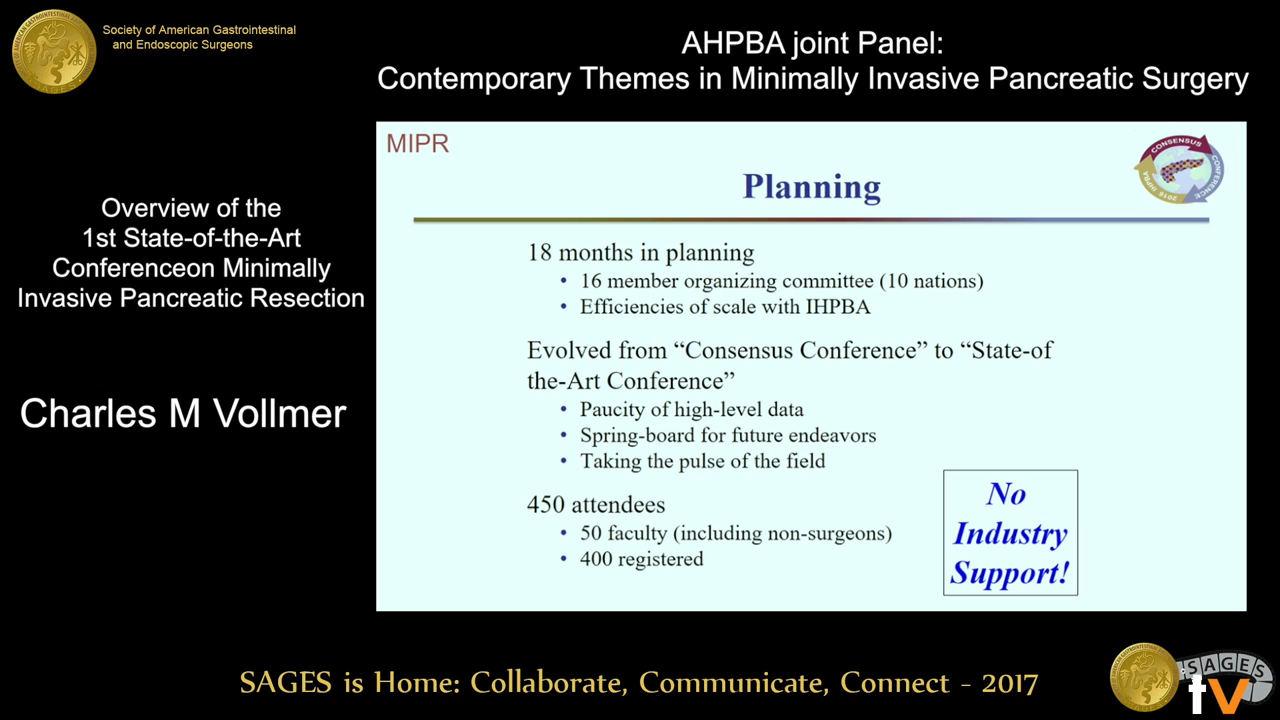 Society of American Gastrointestinal
and Endoscopic Surgeons
AHPBA joint Panel:
Contemporary Themes in Minimally Invasive Pancreatic Surgery
Overview of the
1st State-of-the-Art
Conferenceon Minimally
Invasive Pancreatic Resection
Charles M Vollmer
MIPR
CONSENSUS
CONFERENCE
2016 IHPBA
Planning
18 months in planning
• 16 member organizing committee (10 nations)
• Efficiencies of scale with IHPBA
Evolved from “Consensus Conference” to “State-of
the-Art Conference”
• Paucity of high-level data
• Spring-board for future endeavors
• Taking the pulse of the field
450 attendees
• 50 faculty (including non-surgeons)
• 400 registered
No
Industry
Support!
SAGES is Home: Collaborate, Communicate, Connect - 2017
SAGES
tv